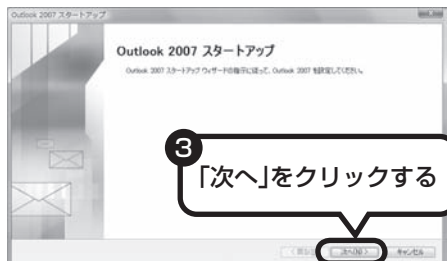 Outlook 2007 スタートアップ
Outlook 2007 スタートアップ
Outlook 2007 スタートアップ ウィザードの指示に従って、Outlook 2007 を設定してください。
3
「次へ」をクリックする
次へ(N) >
キャンセル